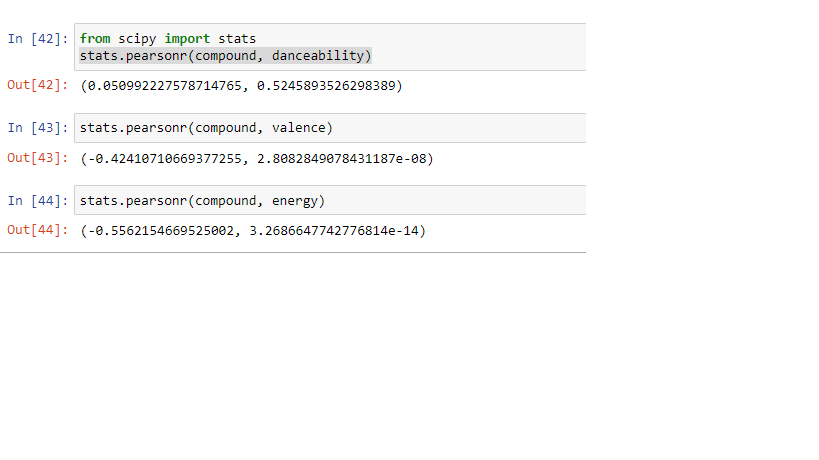 In [42]: from scipy import stats
stats.pearsonr(compound, danceability)
Out[42]: (0.050992227578714765, 0.5245893526298389)
In [43]: stats.pearsonr(compound, valence)
Out[43]: (-0.42410710669377255, 2.8082849078431187e-08)
In [44]: stats.pearsonr(compound, energy)
Out[44]: (-0.5562154669525002, 3.2686647742776814e-14)